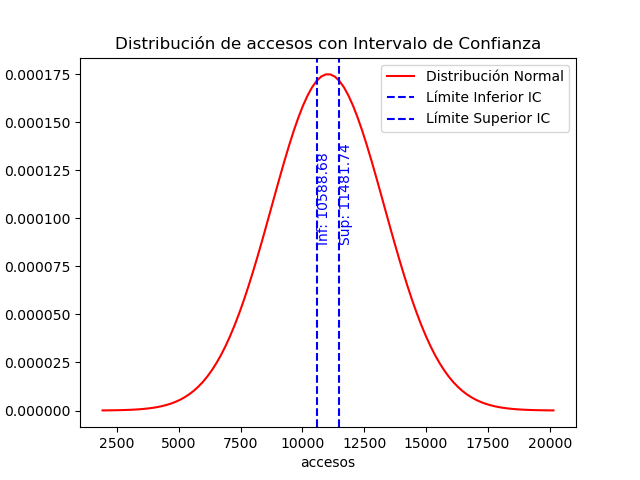 Distribución de accesos con Intervalo de Confianza
0.000175
0.000150
0.000125
0.000100
0.000075
0.000050
0.000025
0.000000
Distribución Normal
Límite Inferior IC
Límite Superior IC
Inf: 10588.68
Sup: 11481.74
2500
5000
7500
10000
12500
15000
17500
20000
accesos